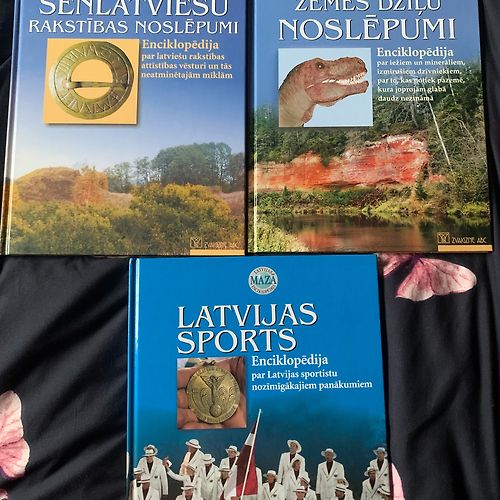 SENLATVIEŠU
RAKSTĪBAS NOSLĒPUMI
Enciklopēdija
par latviešu rakstības
attīstības vēsturi un tās
neatminētajām mīklām
ZVAIGZNE ABC
ZEMES DZĪĻU
NOSLĒPUMI
Enciklopēdija
par iežiem un minerāliem,
izmirušiem dzīvniekiem,
par to, kas notiek pazemē,
kura joprojām glabā
daudz nezināmā
ZVAIGZNE ABC
MAZĀ
LATVIJAS
SPORTS
Enciklopēdija
par Latvijas sportistu
nozīmīgākajiem panākumiem